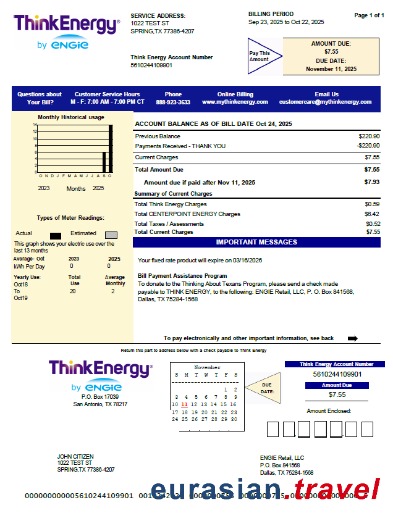 ThinkEnergy®
by ENGIE
SERVICE ADDRESS:
1022 TEST ST
SPRING,TX 77386-4207
Think Energy Account Number
5610244109901
BILLING PERIOD
Sep 23, 2025 to Oct 22, 2025
Page 1 of 1
Pay This
Amount
AMOUNT DUE:
$7.55
DUE DATE:
November 11, 2025
Questions about
Your Bill?
Customer Service Hours
M - F: 7:00 AM - 7:00 PM CT
Phone
888-923-3633
Online Billing
www.mythinkenergy.com
Email Us
customercare@mythinkenergy.com
Monthly Historical usage
14
12
10
8
6
4
2
0
O N D J F M A M J J A S O
2023 Months 2025
Types of Meter Readings:
Actual Estimated
This graph shows your electric use over the
last 13 months
Average Oct 2023 2025
kWh Per Day 0 0
Yearly Use: Total Average
Oct18 Use Monthly
To 20 2
Oct19
ACCOUNT BALANCE AS OF BILL DATE Oct 24, 2025
Previous Balance $220.90
Payments Received - THANK YOU -$220.90
Current Charges $7.55
Total Amount Due $7.55
Amount due if paid after Nov 11, 2025 $7.93
Summary of Current Charges
Total Think Energy Charges $0.59
Total CENTERPOINT ENERGY Charges $6.42
Total Taxes / Assessments $0.52
Total Current Charges $7.55
IMPORTANT MESSAGES
Your fixed rate product will expire on 03/16/2026
Bill Payment Assistance Program
To donate to the Thinking About Texans Program, please send a check made
payable to THINK ENERGY, to the following: ENGIE Retail, LLC, P. O. Box 841568,
Dallas, TX 75284-1568
To pay electronically and other important information, see back
Return this part to address below with a check payable to Think Energy
ThinkEnergy®
by ENGIE
P.O. Box 17039
San Antonio, TX 78217
November
S M T W T F S
1 2
3 4 5 6 7 8 9
10 11 12 13 14 15 16
17 18 19 20 21 22 23
24 25 26 27 28 29 30
DUE
DATE:
Think Energy Account Number
5610244109901
Amount Due
$7.55
Amount Enclosed:
JOHN CITIZEN
1022 TEST ST
SPRING,TX 77386-4207
ENGIE Retail, LLC
P.O. Box 841568
Dallas, TX 75284-1568
eurasian.travel